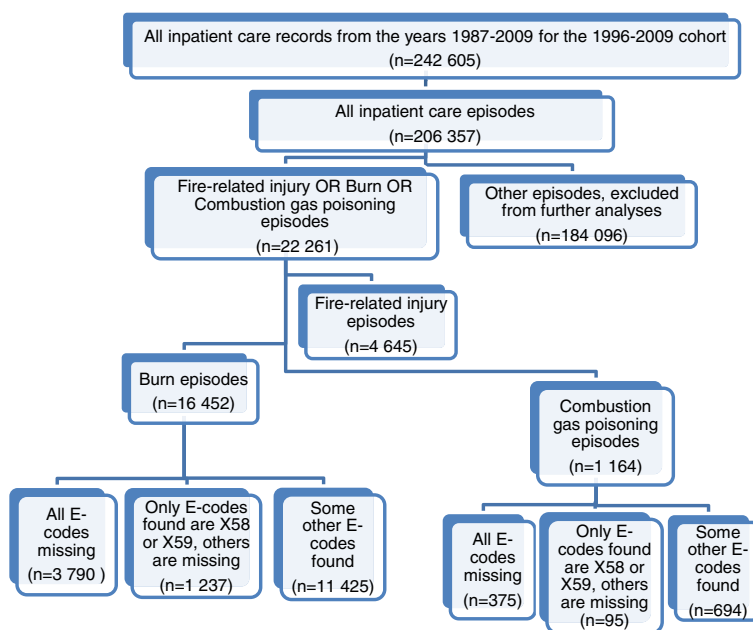 All inpatient care records from the years 1987-2009 for the 1996-2009 cohort
(n=242 605)
All inpatient care episodes
(n=206 357)
Fire-related injury OR Burn OR
Combustion gas poisoning
episodes
(n=22 261)
Other episodes, excluded
from further analyses
(n=184 096)
Fire-related injury
episodes
(n=4 645)
Burn episodes
(n=16 452)
Combustion
gas poisoning
episodes
(n=1 164)
All E-
codes
missing
(n=3 790 )
Only E-codes
found are X58
or X59, others
are missing
(n=1 237)
Some
other E-
codes
found
(n=11 425)
All E-
codes
missing
(n=375)
Only E-
codes found
are X58 or
X59, others
are missing
(n=95)
Some
other E-
codes
found
(n=694)